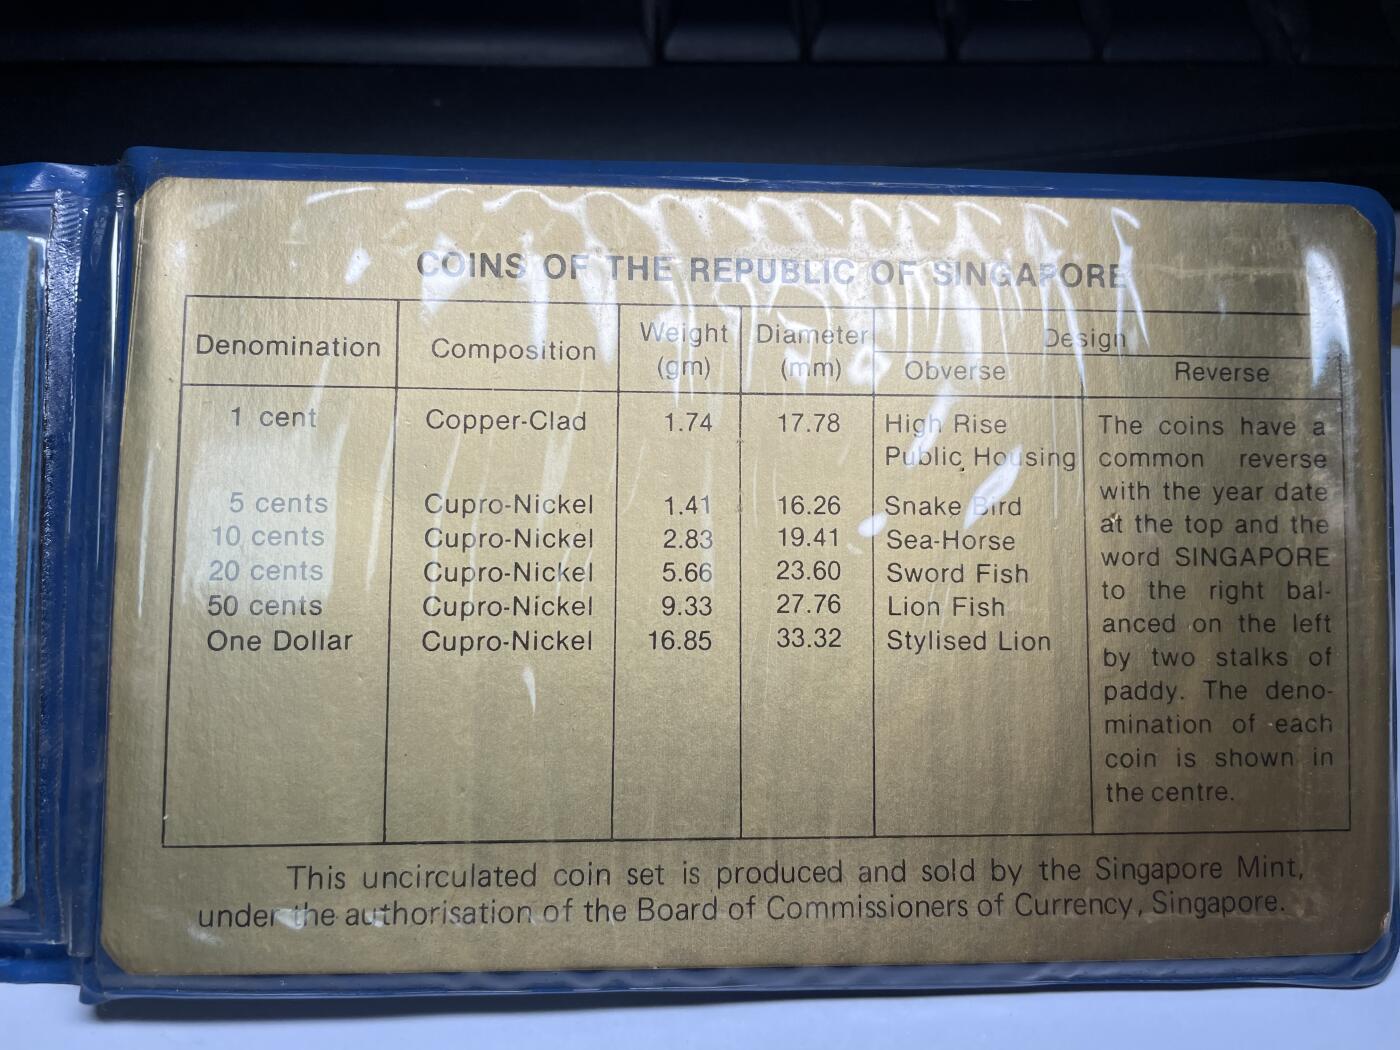 COINS OF THE REPUBLIC OF SINGAPORE
Denomination Composition Weight (gm) Diameter (mm) Design
Obverse Reverse
1 cent Copper-Clad 1.74 17.78 High Rise
Public Housing
5 cents Cupro-Nickel 1.41 16.26 Snake Bird
10 cents Cupro-Nickel 2.83 19.41 Sea-Horse
20 cents Cupro-Nickel 5.66 23.60 Sword Fish
50 cents Cupro-Nickel 9.33 27.76 Lion Fish
One Dollar Cupro-Nickel 16.85 33.32 Stylised Lion
The coins have a
common reverse
with the year date
at the top and the
word SINGAPORE
to the right bal-
anced on the left
by two stalks of
paddy. The deno-
mination of each
coin is shown in
the centre.
This uncirculated coin set is produced and sold by the Singapore Mint,
under the authorisation of the Board of Commissioners of Currency, Singapore.